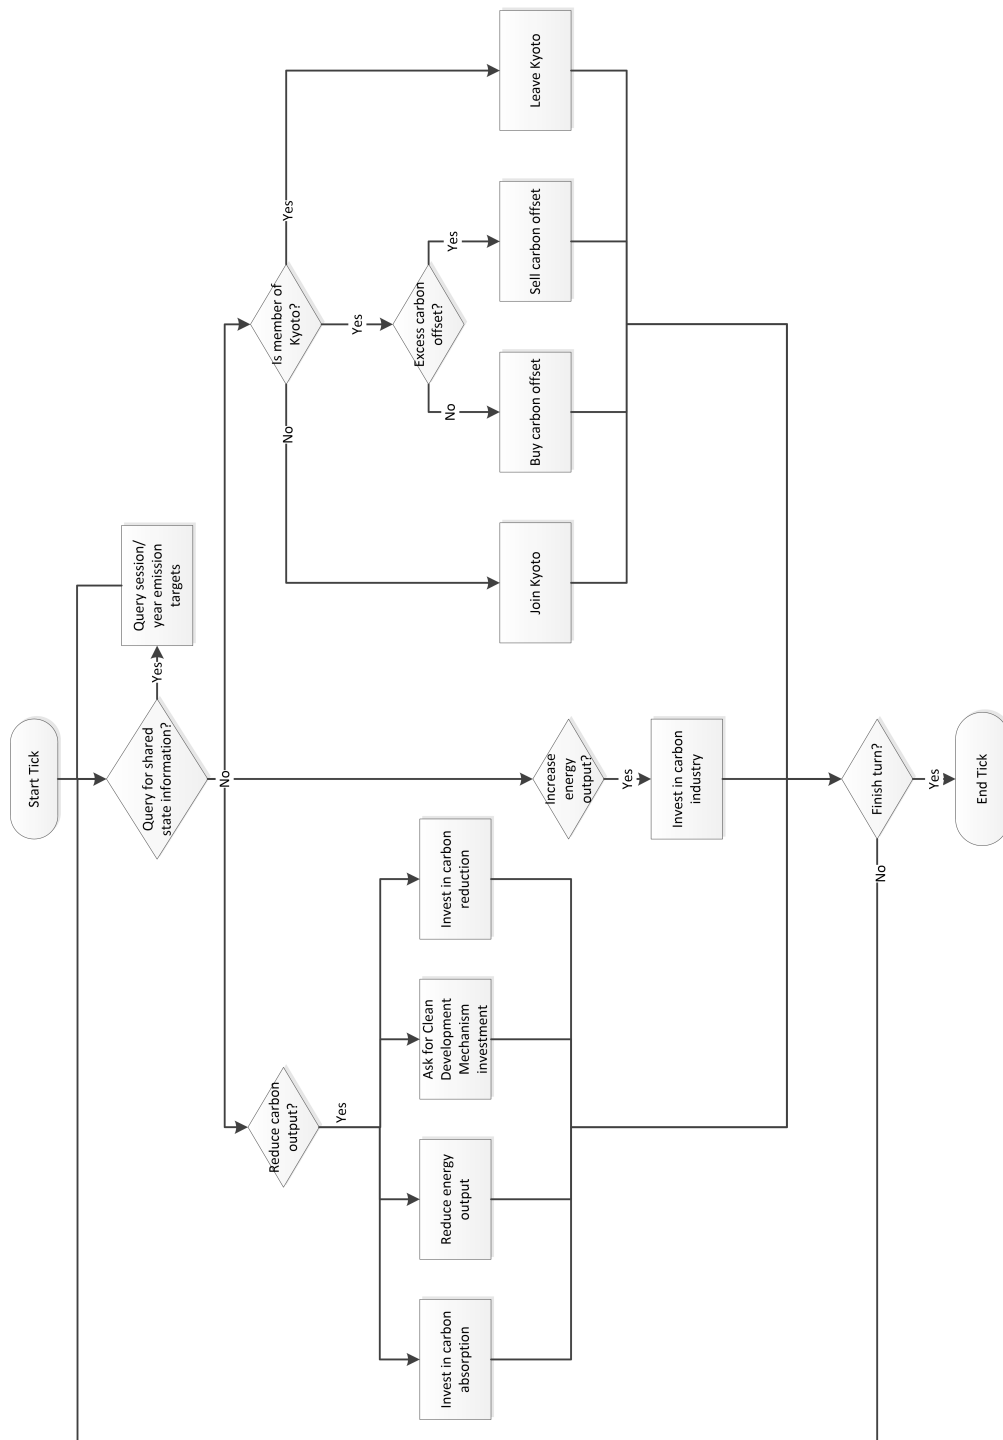 Start Tick
Query for shared
state information?
Yes
Query session/
year emission
targets
No
Reduce carbon
output?
Yes
Invest in carbon
absorption
Reduce energy
output
Ask for Clean
Development
Mechanism
investment
Invest in carbon
reduction
Increase
energy
output?
Yes
Invest in carbon
industry
Is member of
Kyoto?
No
Yes
Yes
Join Kyoto
Excess carbon
offset?
No
Yes
Buy carbon offset
Sell carbon offset
Leave Kyoto
Finish turn?
No
Yes
End Tick